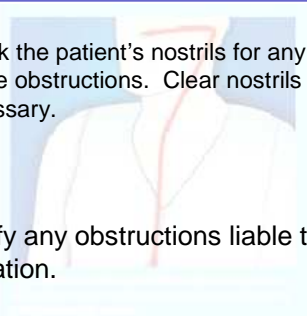 k the patient’s nostrils for any
e obstructions. Clear nostrils
ssary.
fy any obstructions liable t
ation.